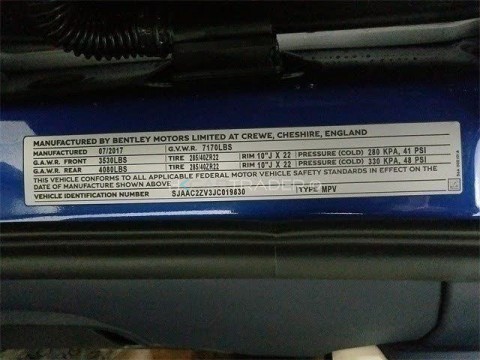 MANUFACTURED BY BENTLEY MOTORS LIMITED AT CREWE, CHESHIRE, ENGLAND
MANUFACTURED 07/2017 G.V.W.R. 7170LBS
G.A.W.R. FRONT 3530LBS TIRE 285/40ZR22 RIM 10"J X 22 PRESSURE (COLD) 280 KPA, 41 PSI
G.A.W.R. REAR 4080LBS TIRE 285/40ZR22 RIM 10"J X 22 PRESSURE (COLD) 330 KPA, 48 PSI
THIS VEHICLE CONFORMS TO ALL APPLICABLE FEDERAL MOTOR VEHICLE SAFETY STANDARDS IN EFFECT ON THE
DATE OF MANUFACTURE SHOWN ABOVE.
VEHICLE IDENTIFICATION NUMBER SJAAC2ZV3JC019830 TYPE MPV